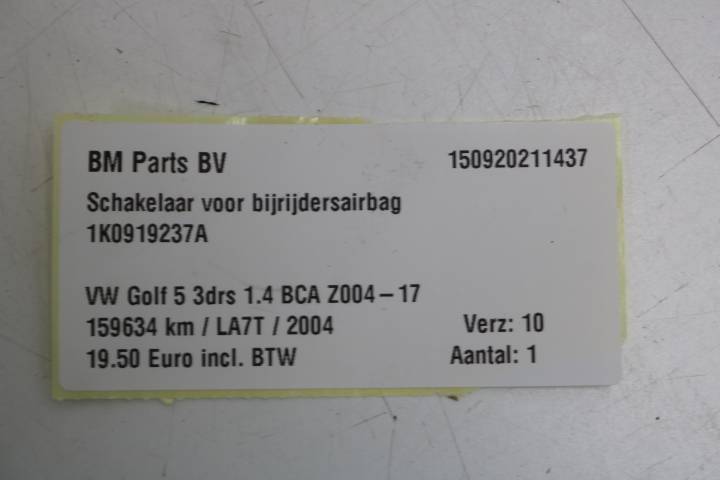 BM Parts BV 150920211437
Schakelaar voor bijrijdersairbag
1K0919237A
VW Golf 5 3drs 1.4 BCA Z004-17
159634 km / LA7T / 2004 Verz: 10
19.50 Euro incl. BTW Aantal: 1